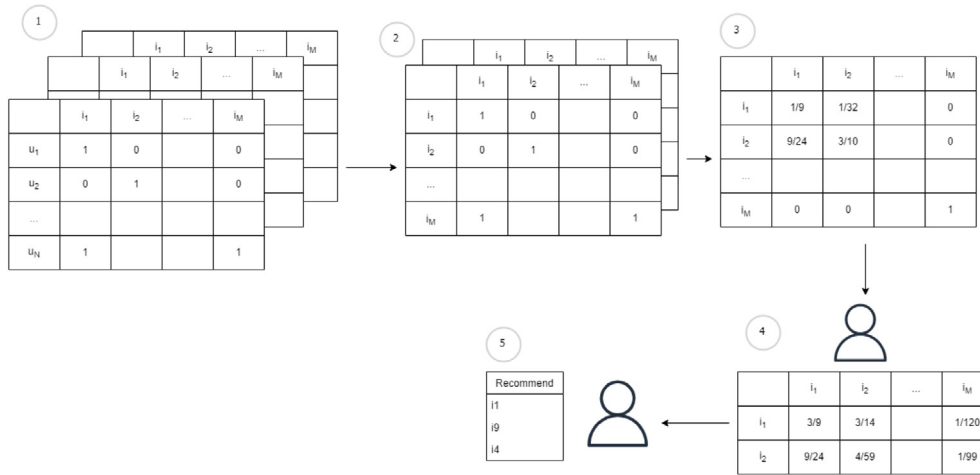 1
i1 i2 ... iM
i1 i2 ... iM
i1 i2 ... iM
u1 1 0 0
u2 0 1 0
...
uN 1 1
2
i1 i2 ... iM
i1 i2 ... iM
i1 1 0 0
i2 0 1 0
...
iM 1 1
3
i1 i2 ... iM
i1 1/9 1/32 0
i2 9/24 3/10 0
...
iM 0 0 1
4
i1 i2 ... iM
i1 3/9 3/14 1/120
i2 9/24 4/59 1/99
5
Recommend
i1
i9
i4